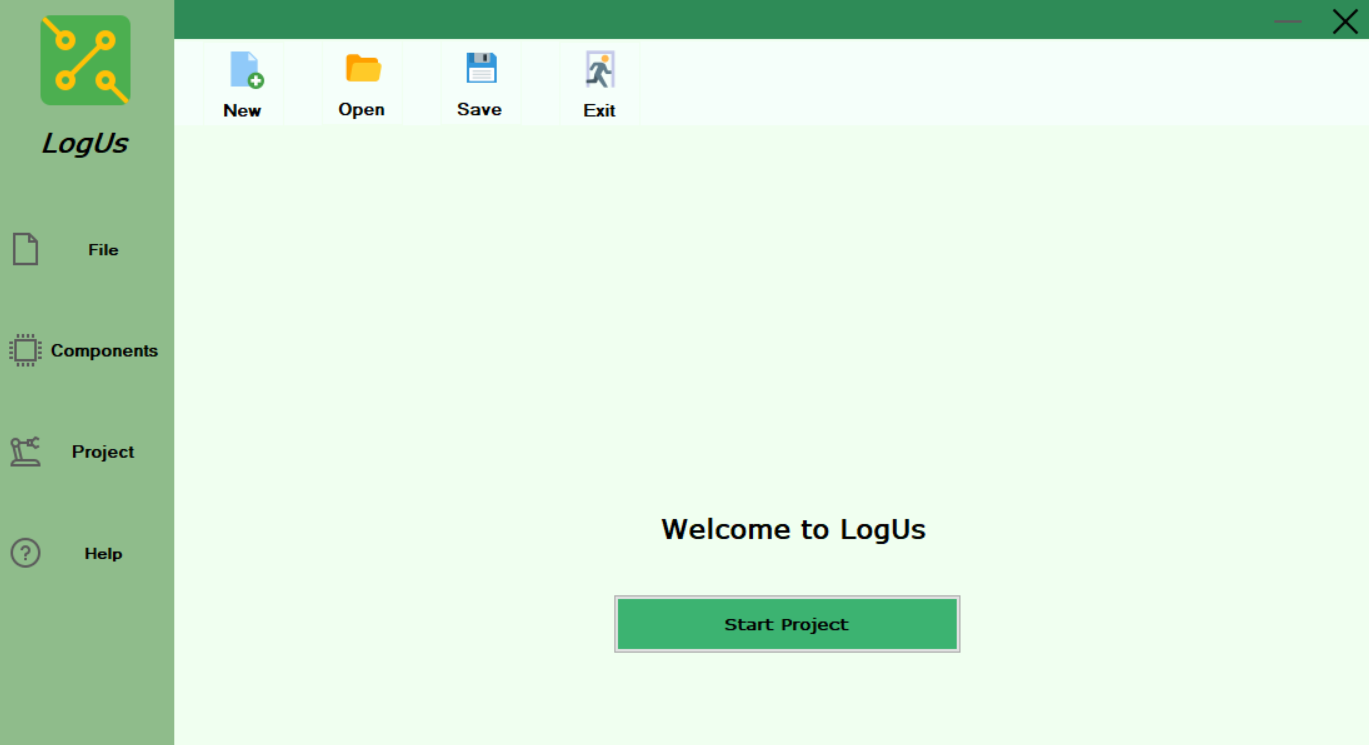 LogUs
New
Open
Save
Exit
File
Components
Project
Help
Welcome to LogUs
Start Project